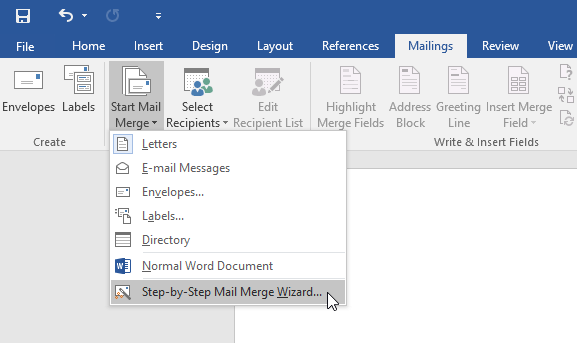 File Home Insert Design Layout References Mailings Review View
Envelopes Labels Start Mail Select Edit Highlight Address Greeting Insert Merge
Merge Recipients Recipient List Merge Fields Block Line Field
Create Write & Insert Fields
Letters
E-mail Messages
Envelopes...
Labels...
Directory
Normal Word Document
Step-by-Step Mail Merge Wizard...